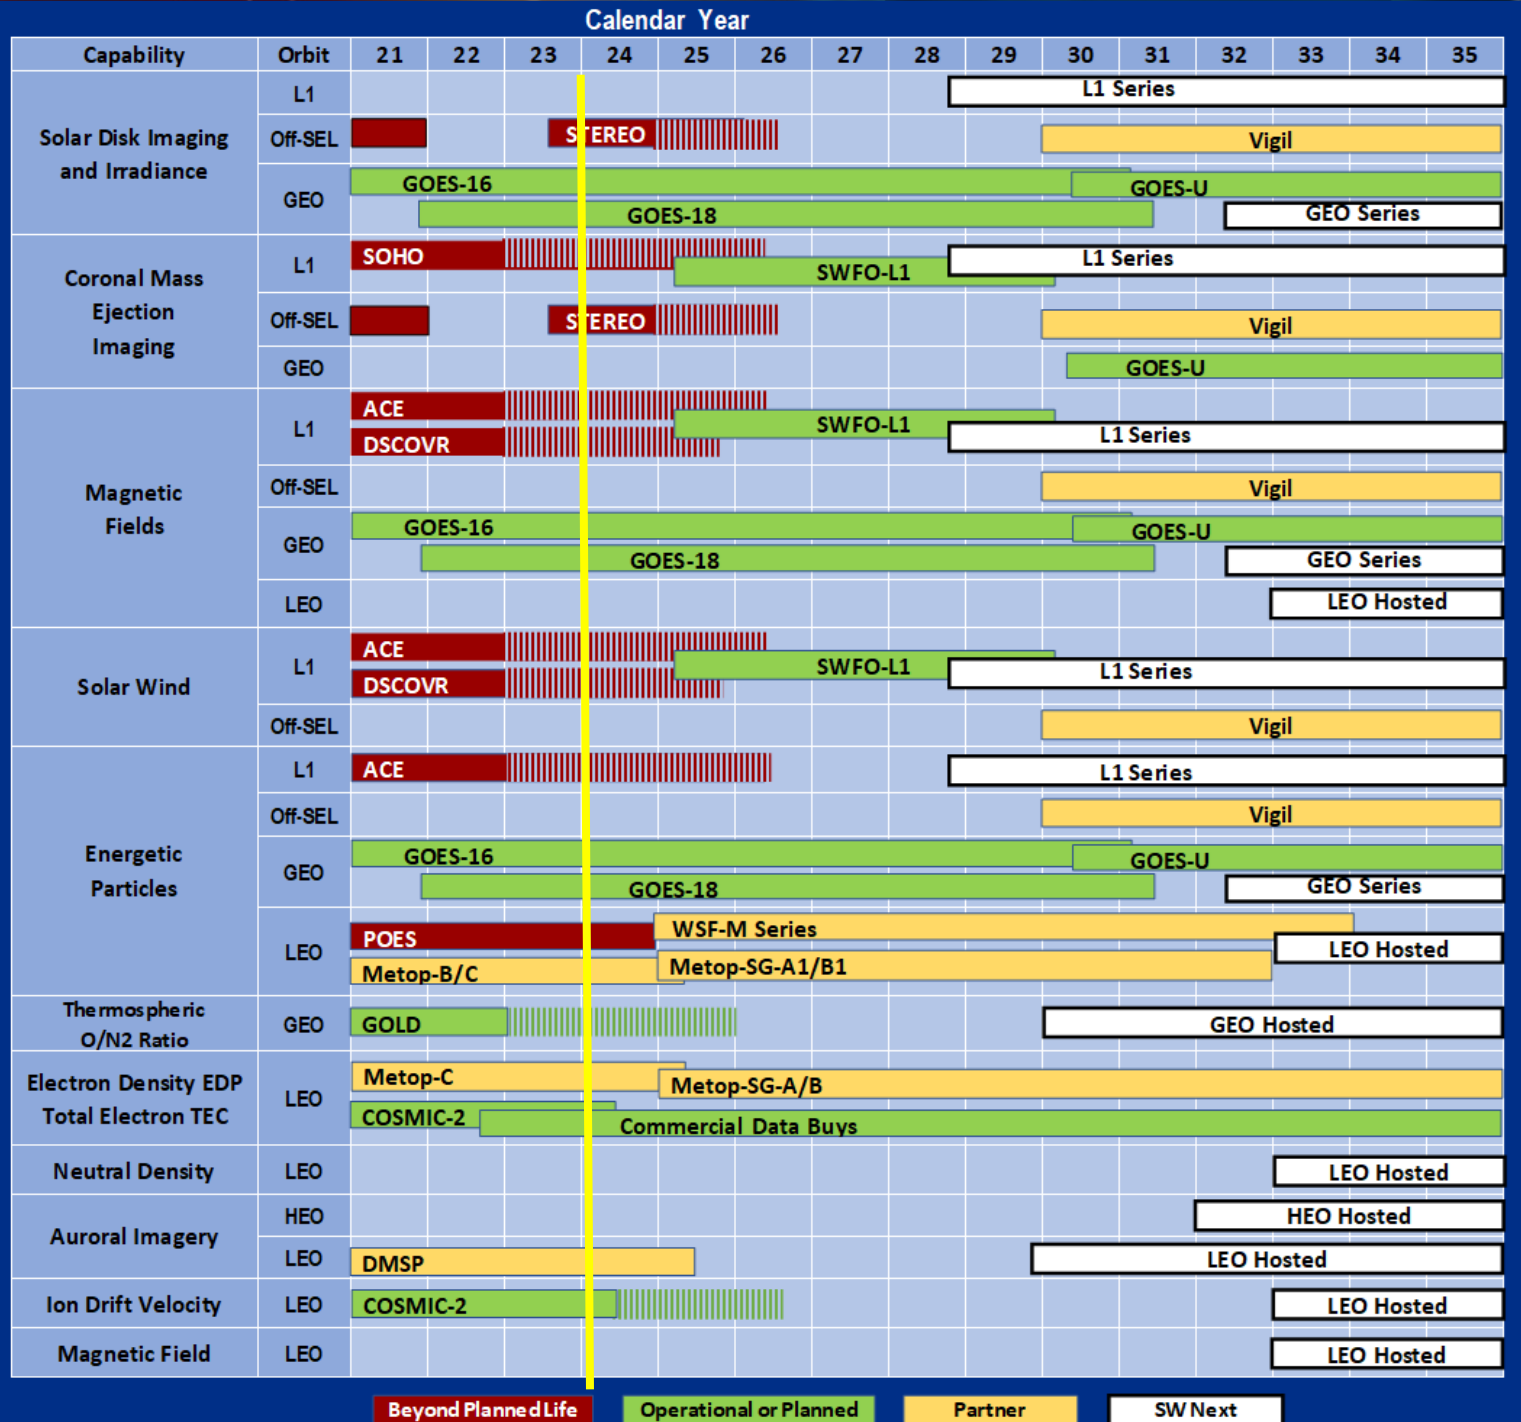 Calendar Year
Capability Orbit 21 22 23 24 25 26 27 28 29 30 31 32 33 34 35
Solar Disk Imaging
and Irradiance
L1
L1 Series
Off-SEL
STEREO
Vigil
GEO
GOES-16
GOES-U
GOES-18
GEO Series
Coronal Mass
Ejection
Imaging
L1
SOHO
SWFO-L1
L1 Series
Off-SEL
STEREO
Vigil
GEO
GOES-U
Magnetic
Fields
L1
ACE
DSCOVR
SWFO-L1
L1 Series
Off-SEL
Vigil
GEO
GOES-16
GOES-U
GOES-18
GEO Series
LEO
LEO Hosted
Solar Wind
L1
ACE
DSCOVR
SWFO-L1
L1 Series
Off-SEL
Vigil
Energetic
Particles
L1
ACE
L1 Series
Off-SEL
Vigil
GEO
GOES-16
GOES-U
GOES-18
GEO Series
LEO
POES
WSF-M Series
LEO Hosted
Metop-B/C
Metop-SG-A1/B1
Thermospheric
O/N2 Ratio
GEO
GOLD
GEO Hosted
Electron Density EDP
Total Electron TEC
LEO
Metop-C
Metop-SG-A/B
COSMIC-2
Commercial Data Buys
Neutral Density
LEO
LEO Hosted
Auroral Imagery
HEO
HEO Hosted
LEO
DMSP
LEO Hosted
Ion Drift Velocity
LEO
COSMIC-2
LEO Hosted
Magnetic Field
LEO
LEO Hosted
Beyond Planned Life
Operational or Planned
Partner
SW Next